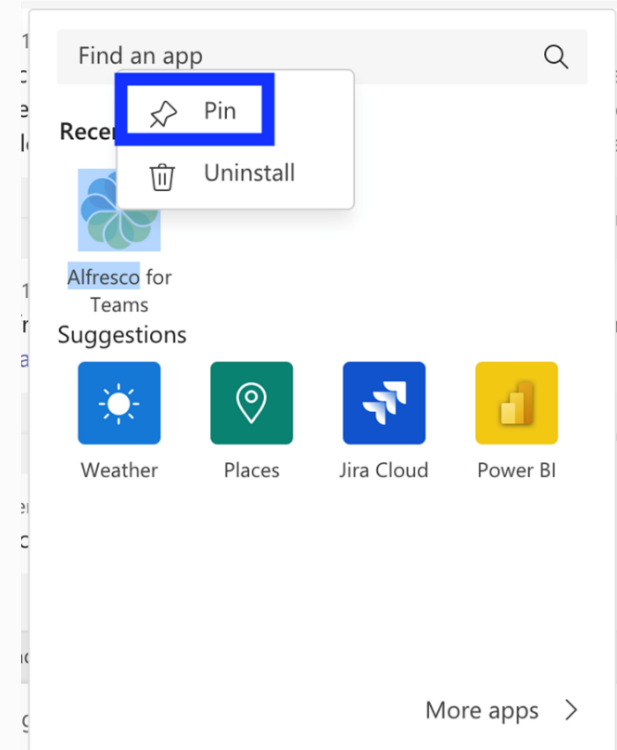 Find an app
Pin
Recen
Uninstall
Alfresco for
Teams
Suggestions
Weather
Places
Jira Cloud
Power BI
More apps